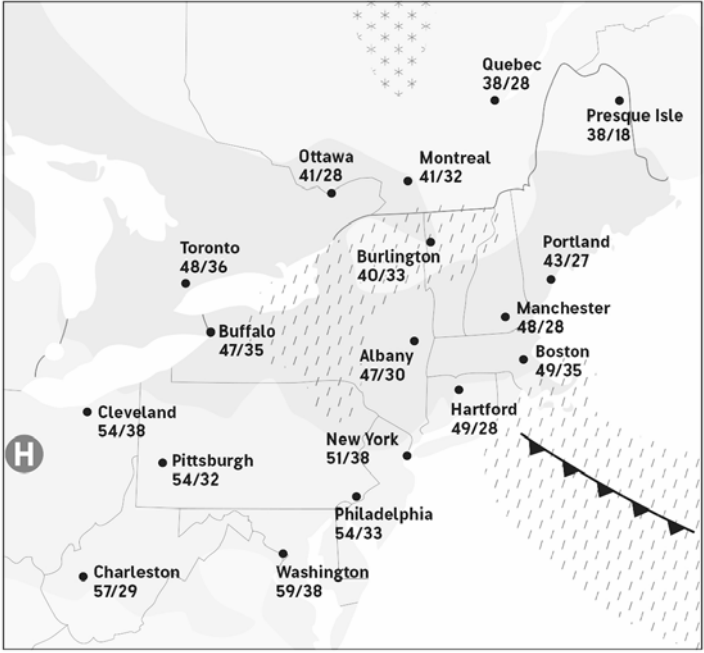 Quebec
38/28
Presque Isle
38/18
Ottawa
41/28
Montreal
41/32
Toronto
48/36
Burlington
40/33
Portland
43/27
Buffalo
47/35
Manchester
48/28
Albany
47/30
Boston
49/35
Cleveland
54/38
Hartford
49/28
H
Pittsburgh
54/32
New York
51/38
Philadelphia
54/33
Charleston
57/29
Washington
59/38